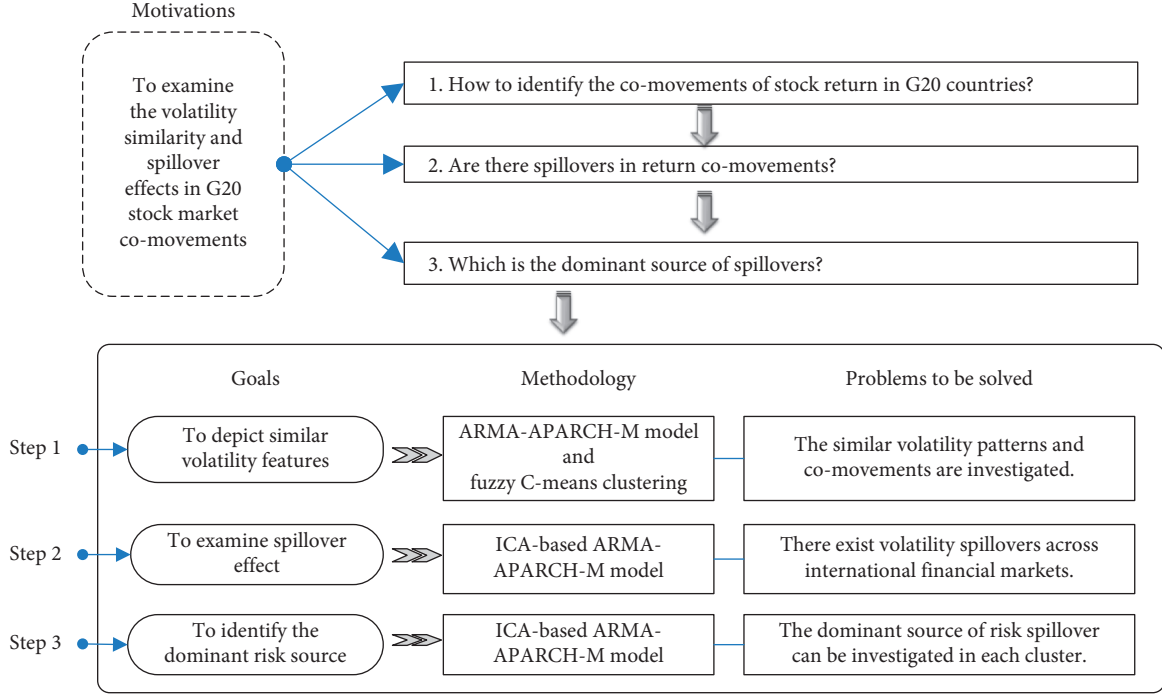 Motivations
To examine
the volatility
similarity and
spillover
effects in G20
stock market
co-movements
1. How to identify the co-movements of stock return in G20 countries?
2. Are there spillovers in return co-movements?
3. Which is the dominant source of spillovers?
Goals
Methodology
Problems to be solved
Step 1
To depict similar
volatility features
ARMA-APARCH-M model
and
fuzzy C-means clustering
The similar volatility patterns and
co-movements are investigated.
Step 2
To examine spillover
effect
ICA-based ARMA-
APARCH-M model
There exist volatility spillovers across
international financial markets.
Step 3
To identify the
dominant risk source
ICA-based ARMA-
APARCH-M model
The dominant source of risk spillover
can be investigated in each cluster.